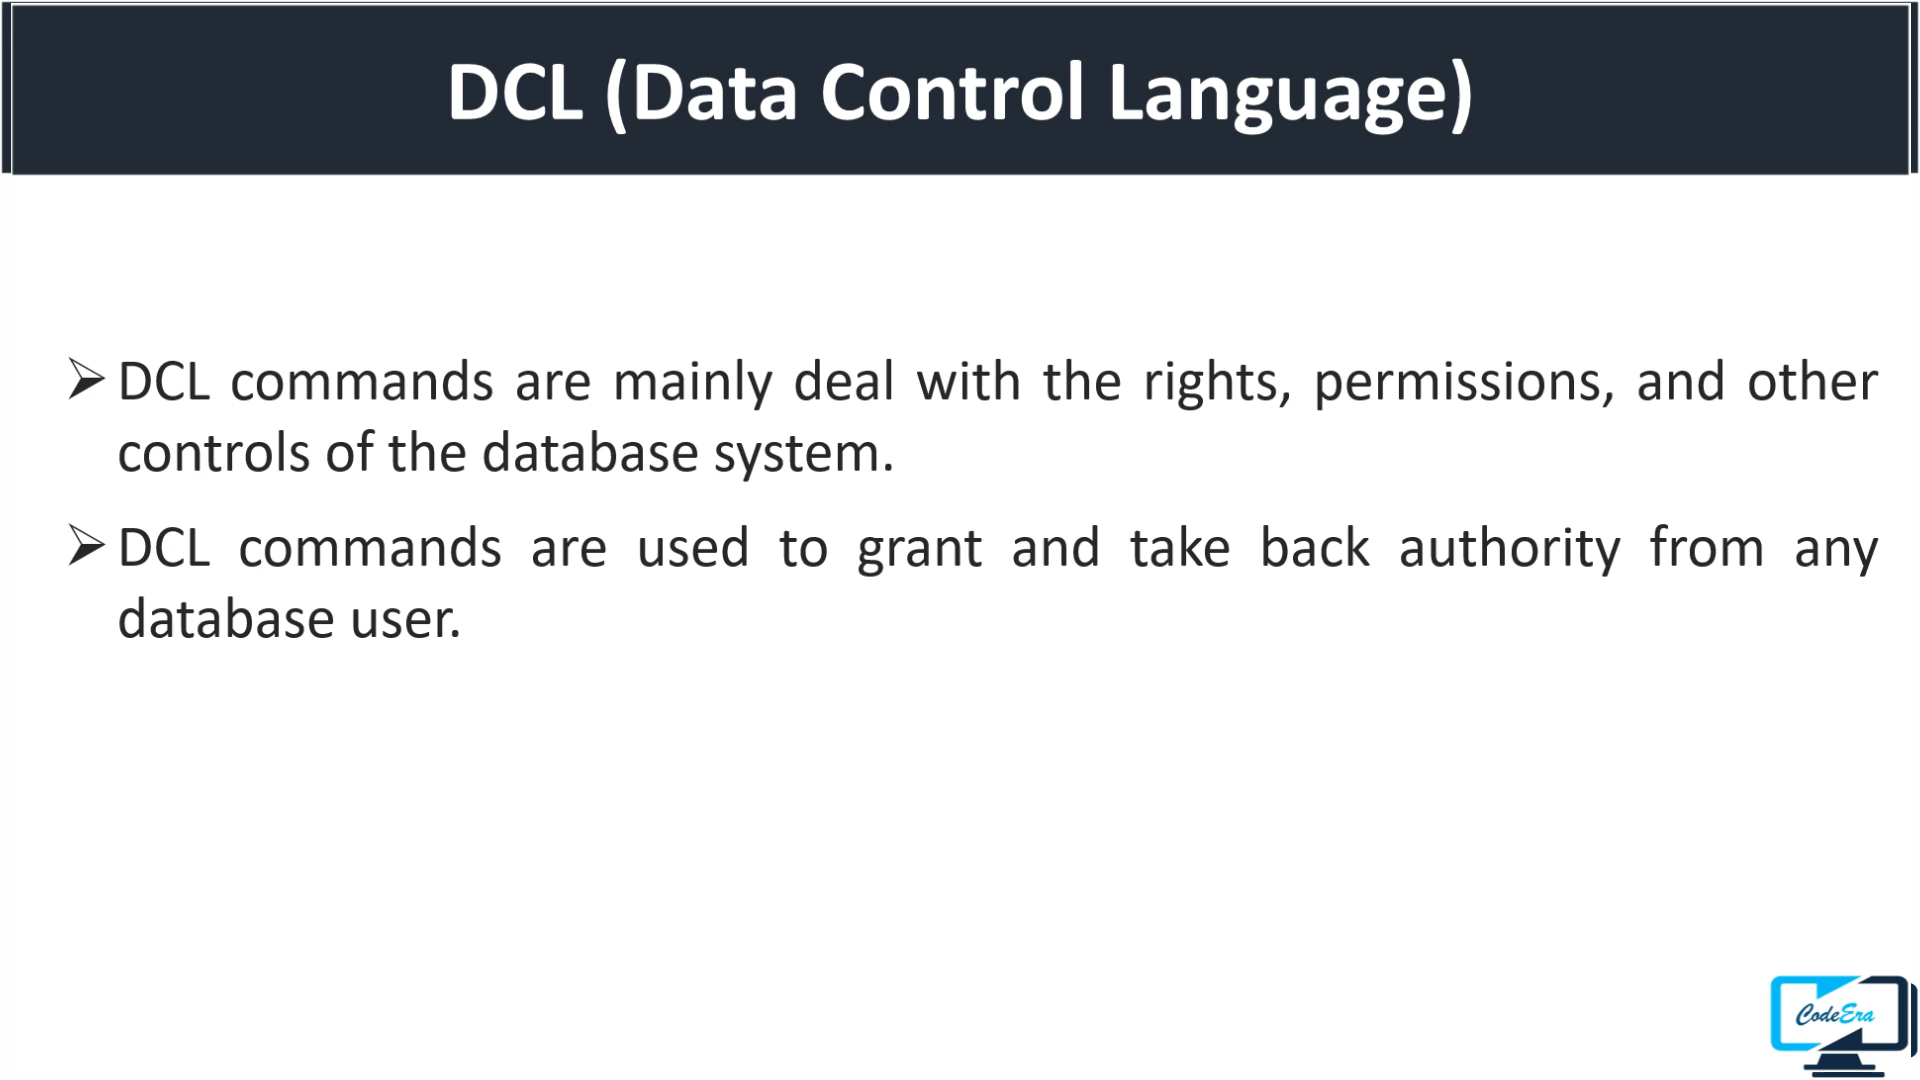 DCL (Data Control Language)
➢ DCL commands are mainly deal with the rights, permissions, and other
controls of the database system.
➢ DCL commands are used to grant and take back authority from any
database user.
CodeEra